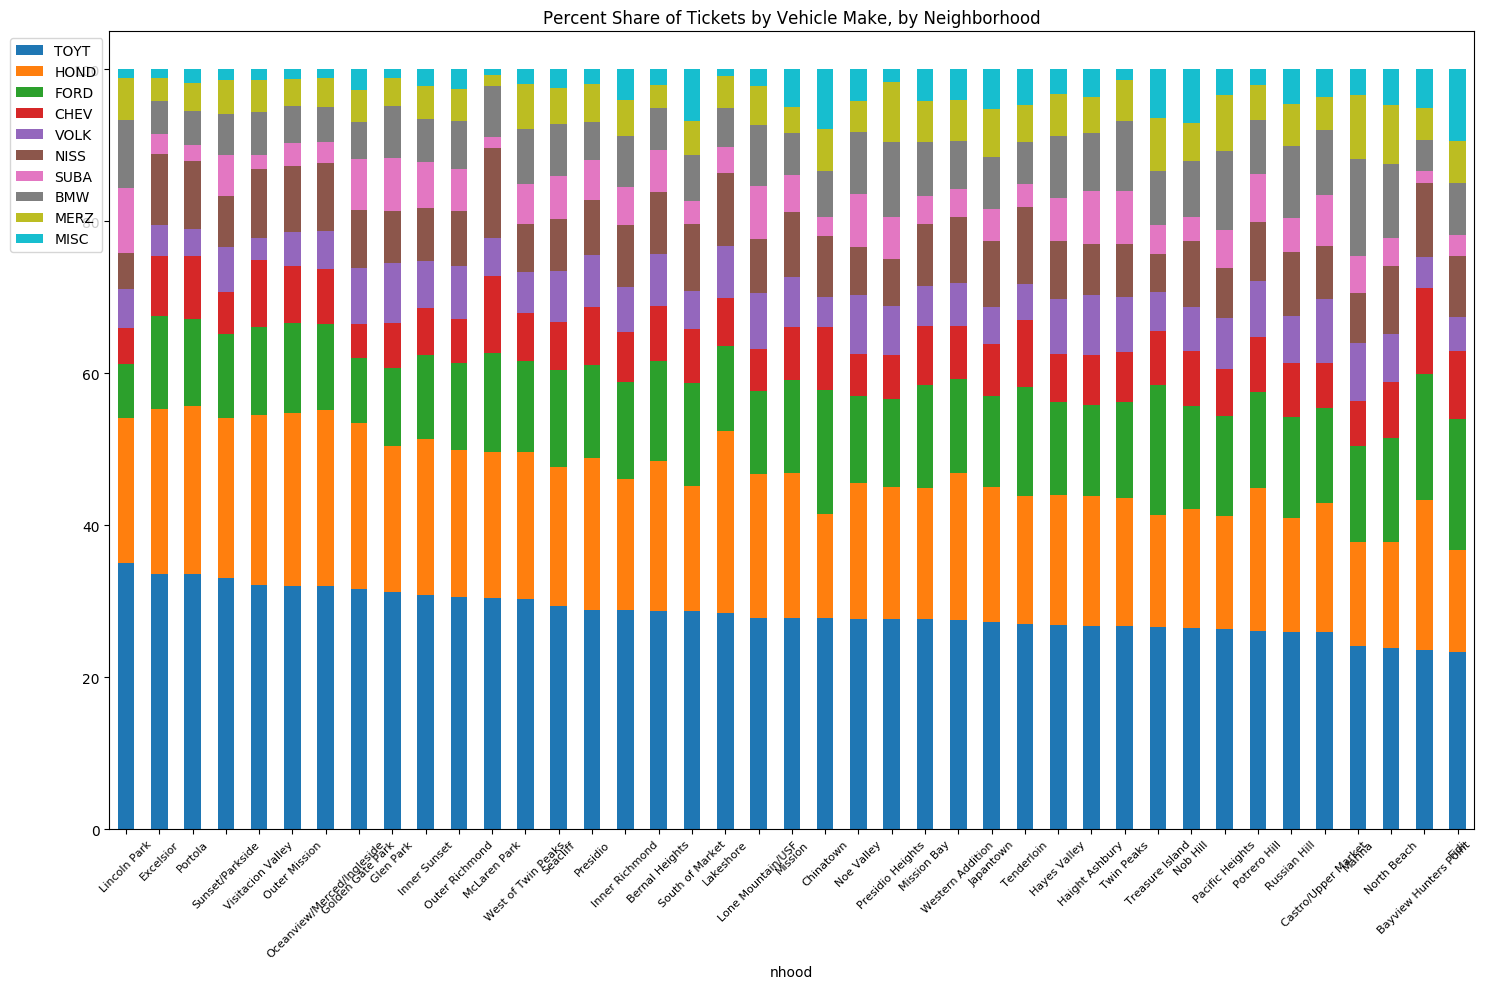 Percent Share of Tickets by Vehicle Make, by Neighborhood
TOYT
HOND
FORD
CHEV
VOLK
NISS
SUBA
BMW
MERZ
MISC
80
60
40
20
0
Lincoln Park
Excelsior
Portola
Sunset/Parkside
Visitacion Valley
Outer Mission
Oceanview/Merced/Ingleside
Golden Gate Park
Glen Park
Inner Sunset
Outer Richmond
McLaren Park
West of Twin Peaks
Seacliff
Presidio
Inner Richmond
Bernal Heights
South of Market
Lakeshore
Lone Mountain/USF
Mission
Chinatown
Noe Valley
Presidio Heights
Mission Bay
Western Addition
Japantown
Tenderloin
Hayes Valley
Haight Ashbury
Twin Peaks
Treasure Island
Nob Hill
Pacific Heights
Potrero Hill
Russian Hill
Castro/Upper Market
Marina
North Beach
Bayview Hunters Point
nhood